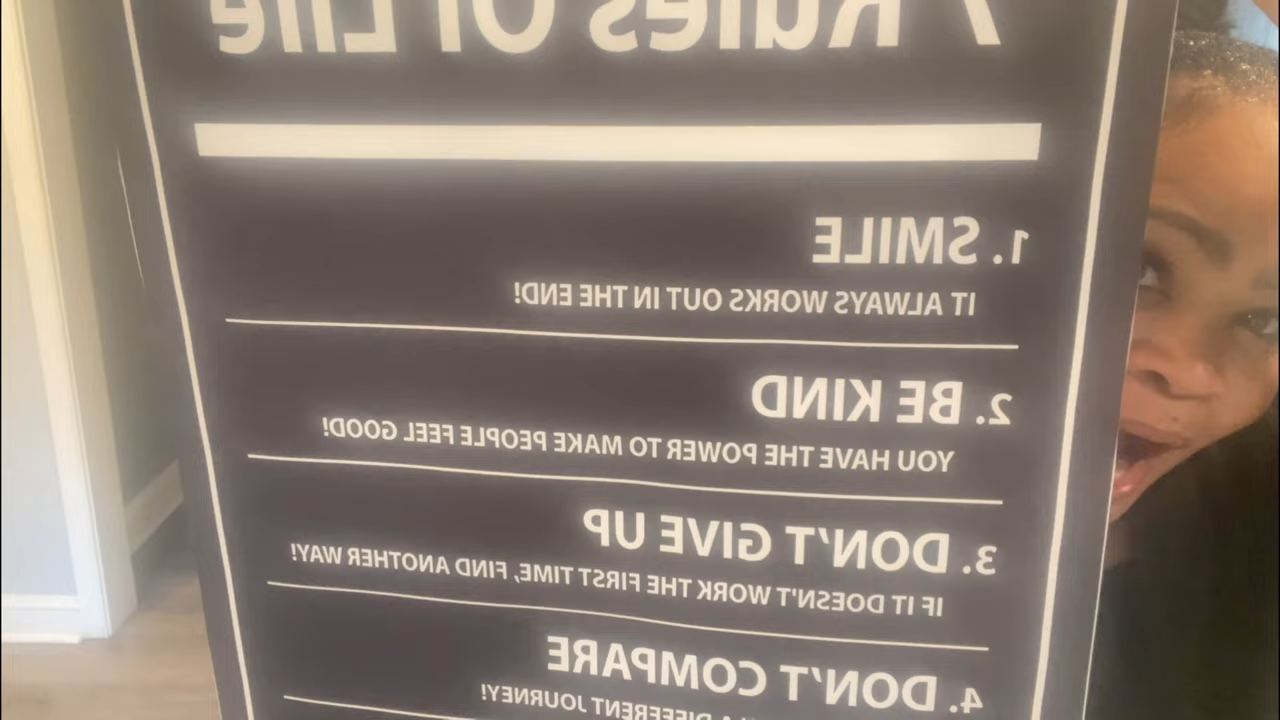 7 Rules Of Life
1. SMILE
IT ALWAYS WORKS OUT IN THE END!
2. BE KIND
YOU HAVE THE POWER TO MAKE PEOPLE FEEL GOOD!
3. DON'T GIVE UP
IF IT DOESN'T WORK THE FIRST TIME, FIND ANOTHER WAY!
4. DON'T COMPARE
A DIFFERENT JOURNEY!